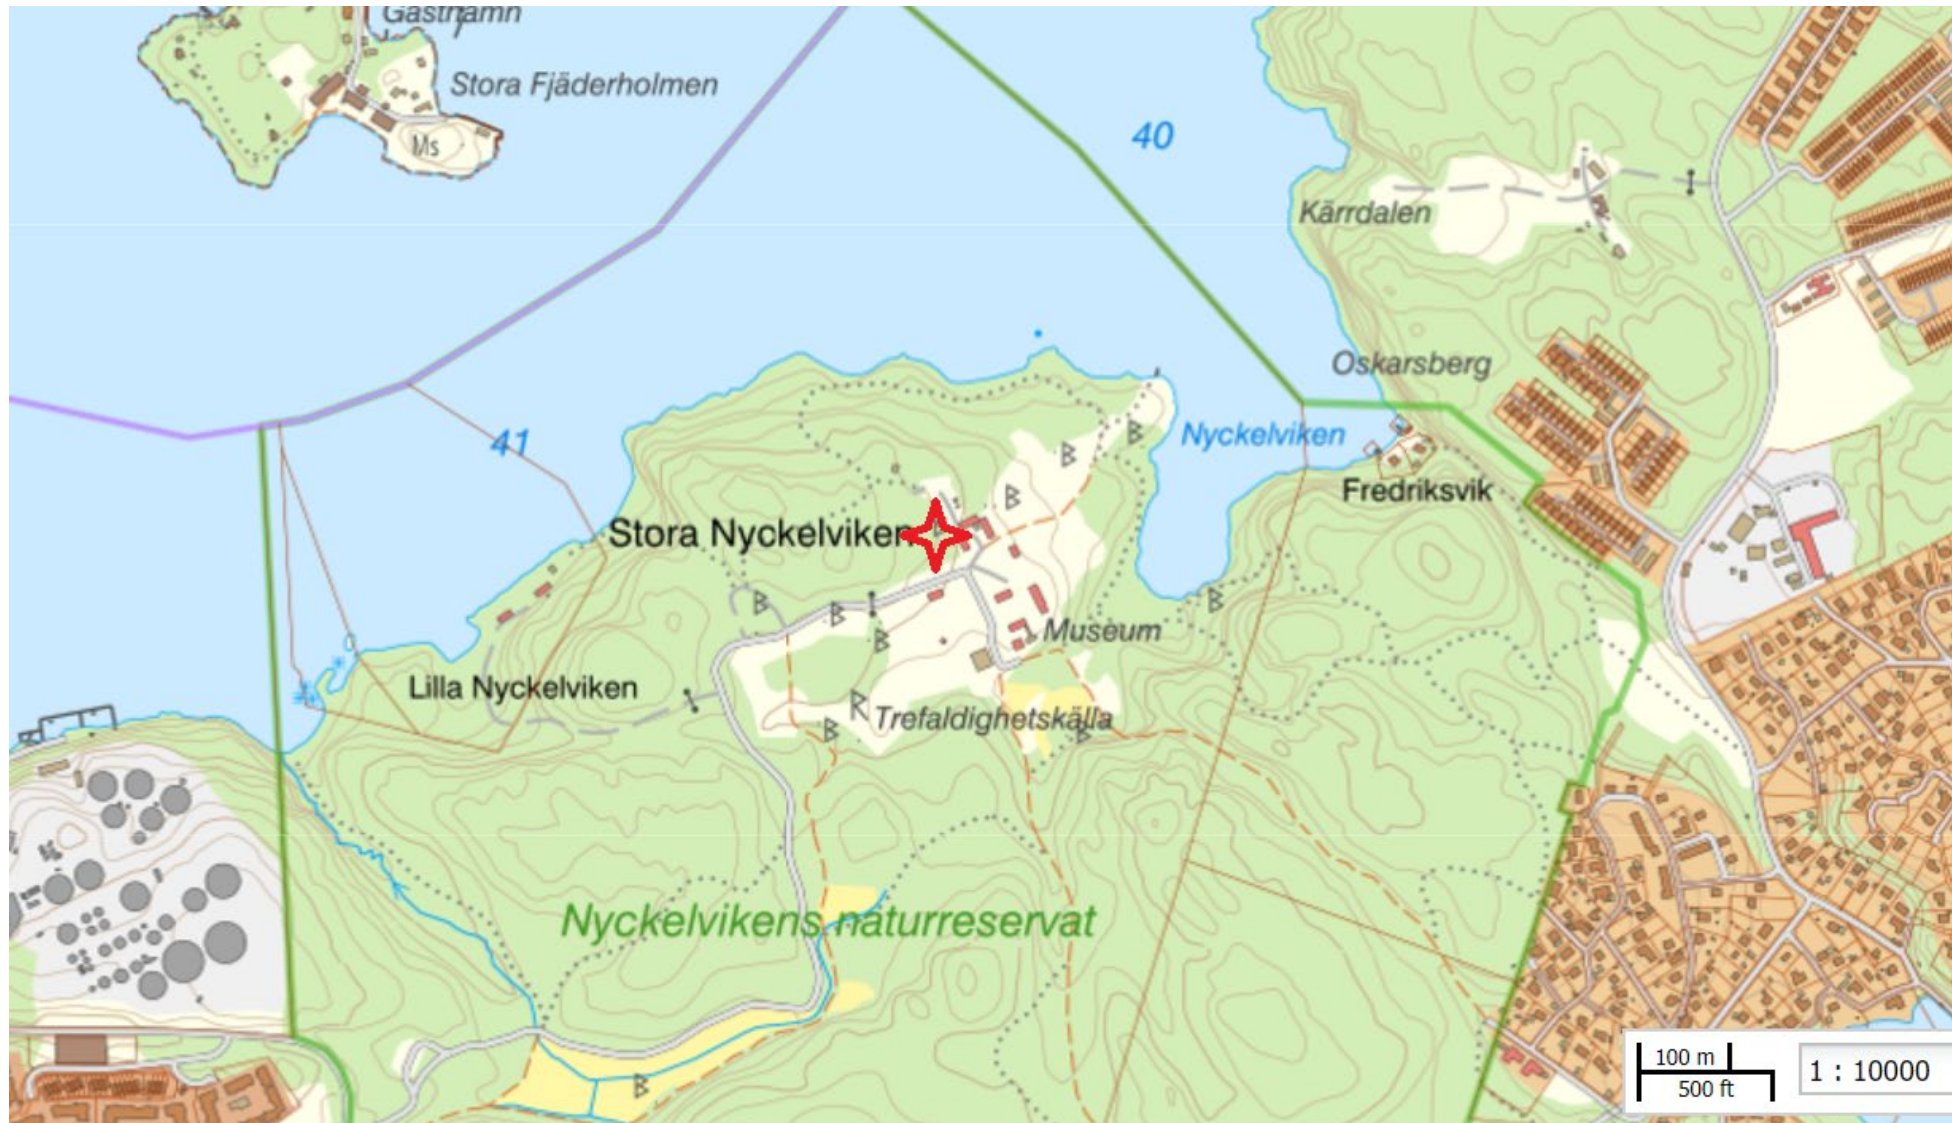 Gästhamn
Stora Fjäderholmen
Ms
40
Kärrdalen
Oskarsberg
41
Nyckelviken
Fredriksvik
Stora Nyckelviken
Museum
Lilla Nyckelviken
Trefaldighetskälla
Nyckelvikens naturreservat
100 m
500 ft
1 : 10000